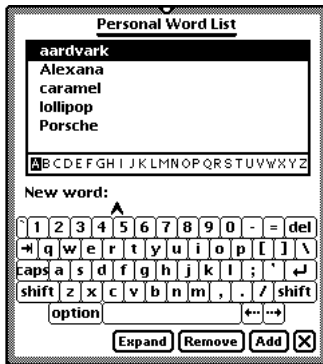 Personal Word List
aardvark
Alexana
caramel
lollipop
Porsche
ABCDEFGHIJKLMNOPQRSTUVWXYZ
New word:
` 1 2 3 4 5 6 7 8 9 0 - = del
⇥ q w e r t y u i o p [ ] \
caps a s d f g h j k l ; ' ↵
shift z x c v b n m , . / shift
option ← →
Expand Remove Add X